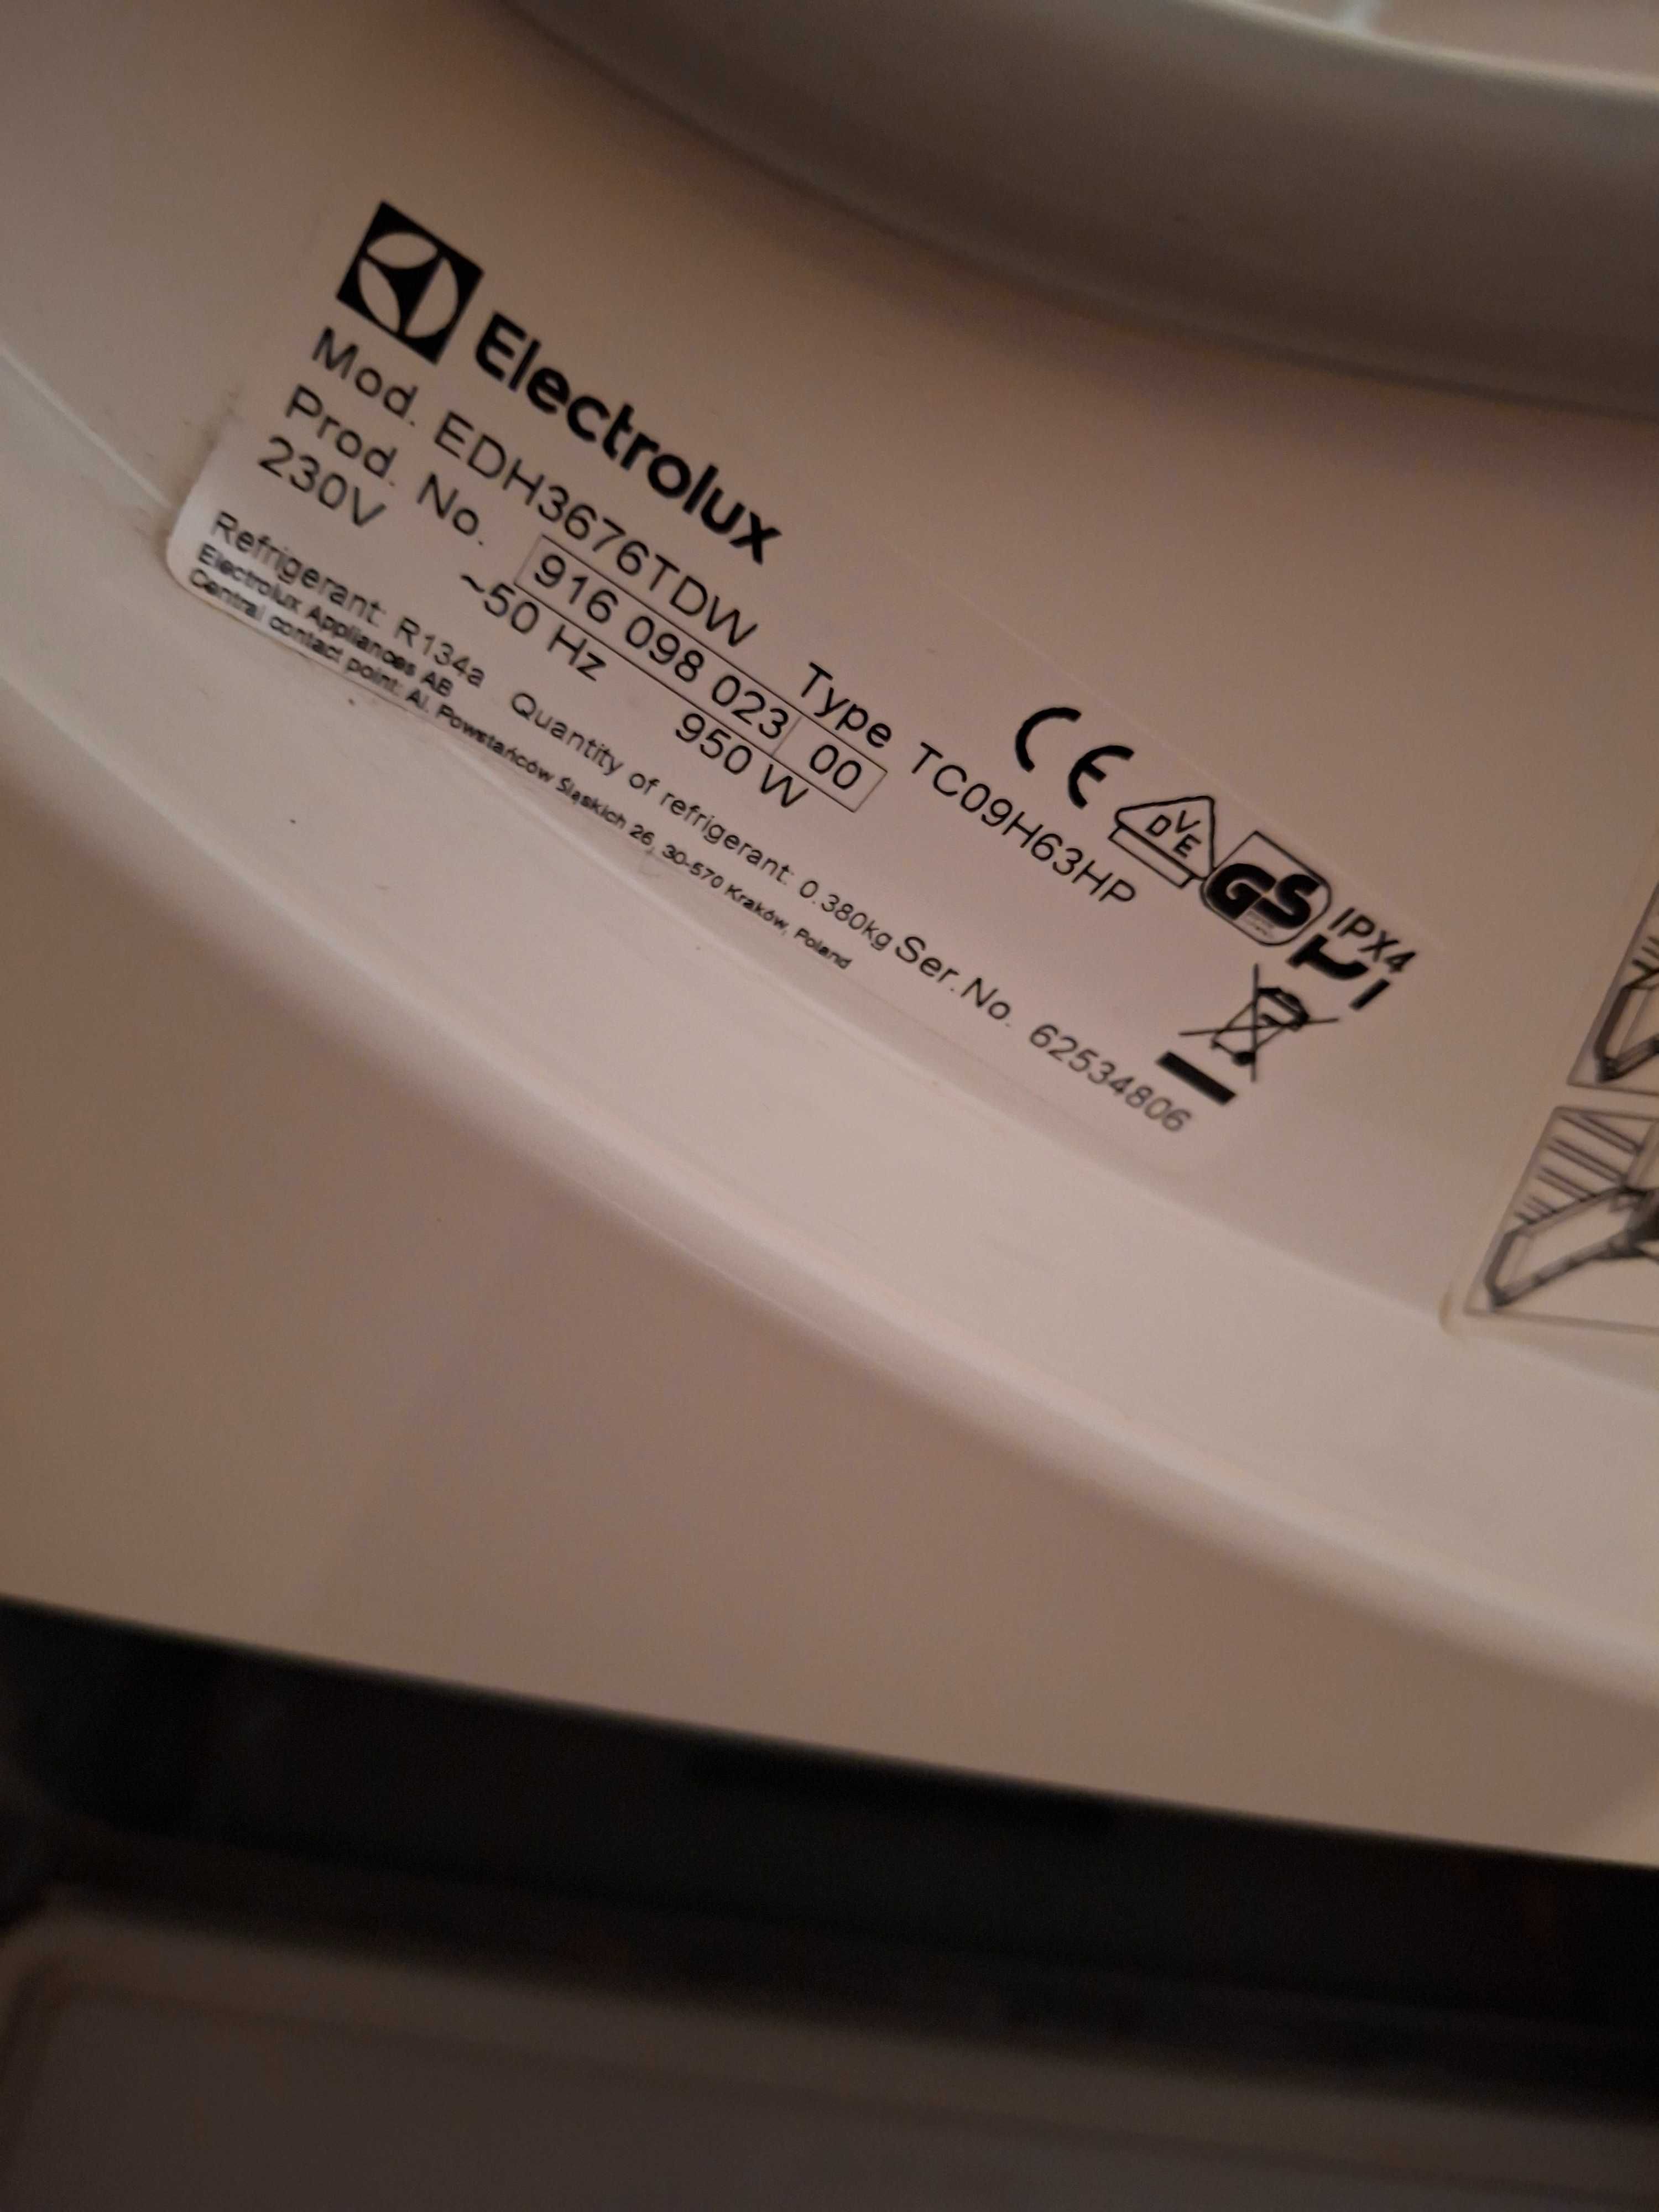 Electrolux
CE DVE GS IPX4
Mod. EDH3676TDW Type TC09H63HP
Prod. No. 916 098 023 00
230V ~50 Hz 950 W
Refrigerant: R134a Quantity of refrigerant: 0.380kg Ser.No. 62534806
Electrolux Appliances AB
Central contact point: Al. Powstańców Śląskich 26, 30-570 Kraków, Poland